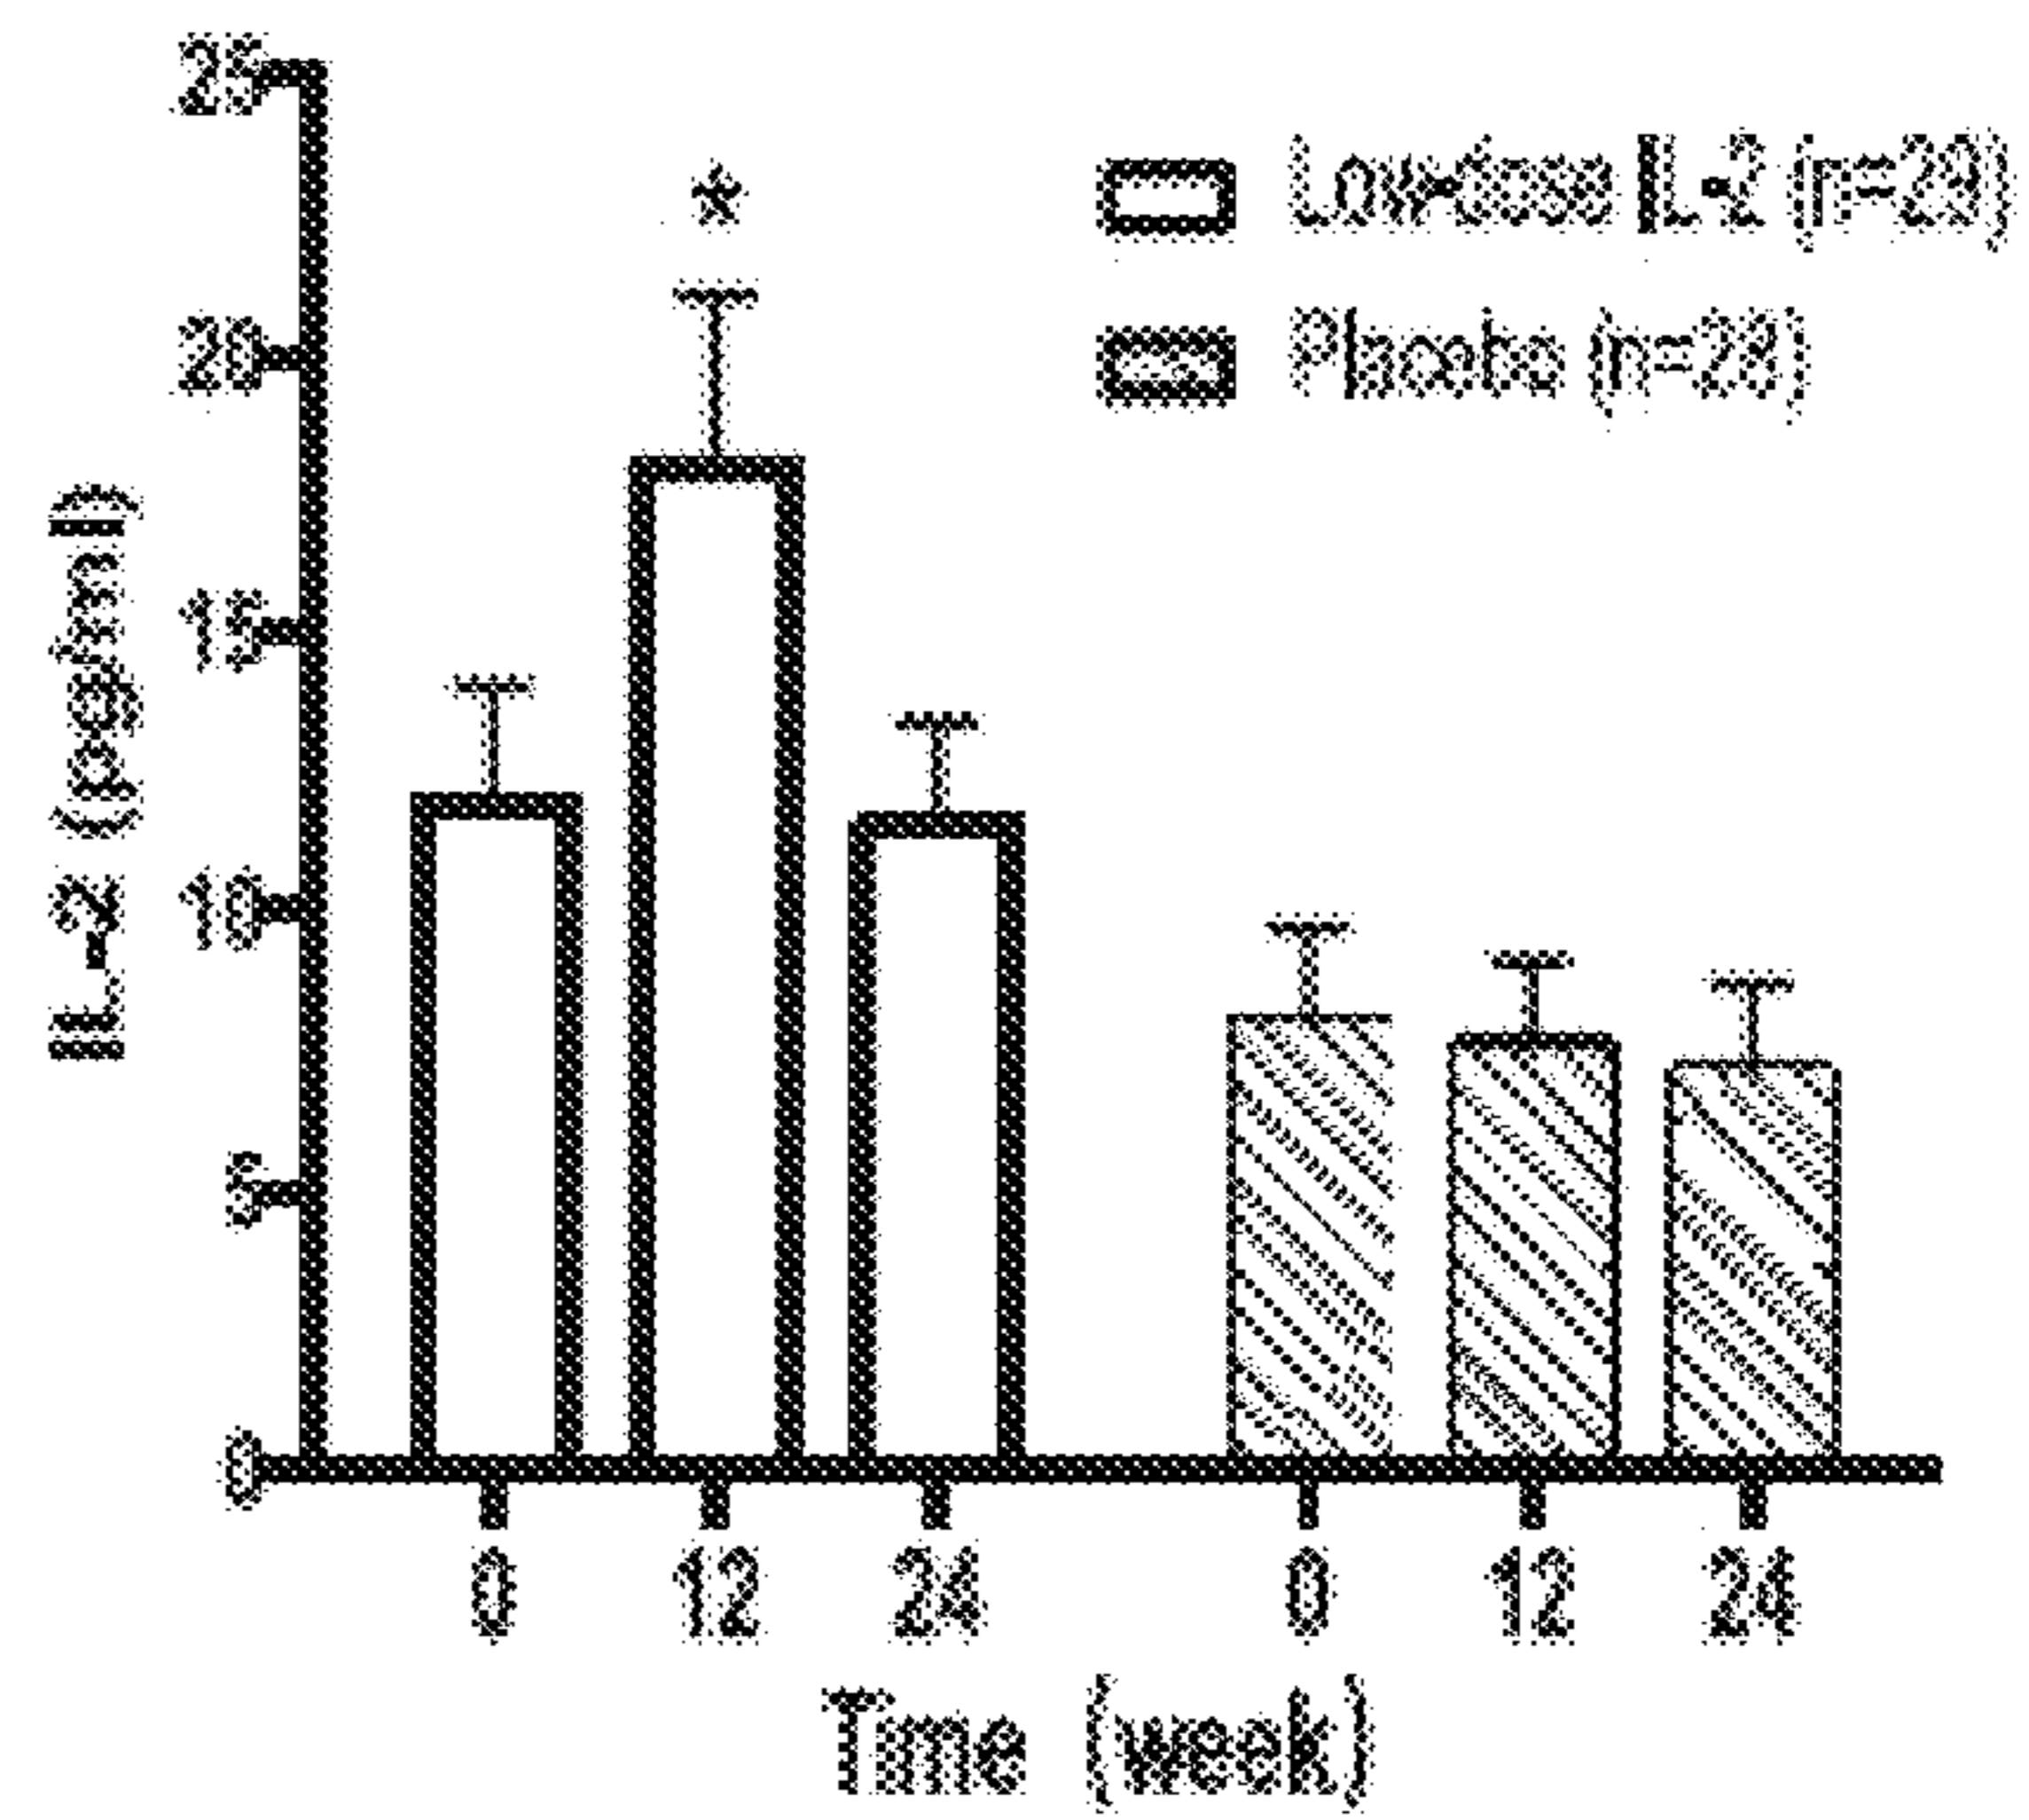 25
20
15
10
5
0
IL-2 (pg/ml)
*
Low-dose IL-2 (n=29)
Placebo (n=28)
0 12 24 0 12 24
Time (week)